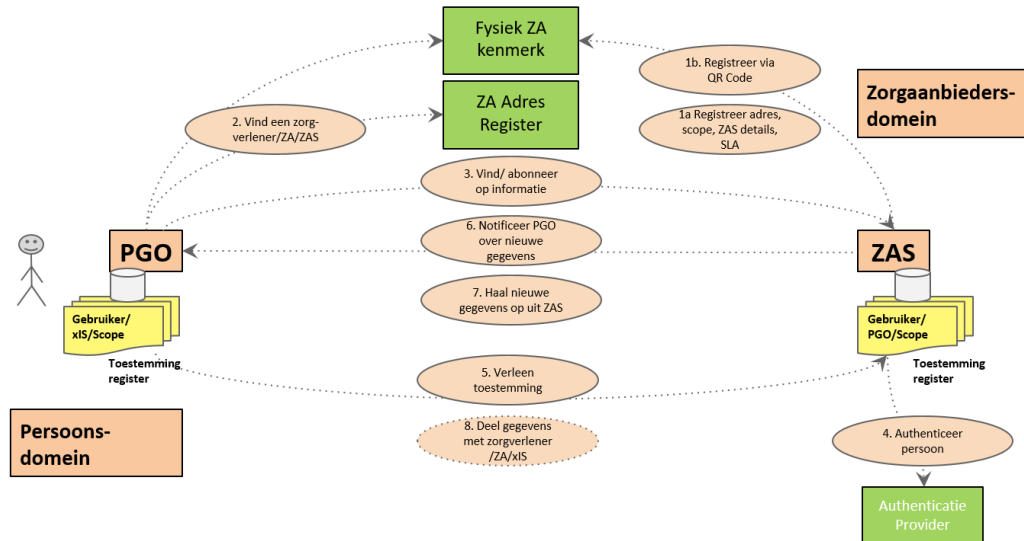 Fysiek ZA
kenmerk
1b. Registreer via
QR Code
Zorgaanbieders-
domein
ZA Adres
Register
2. Vind een zorg-
verlener/ZA/ZAS
1a Registreer adres,
scope, ZAS details,
SLA
3. Vind/ abonneer
op informatie
PGO
6. Notificeer PGO
over nieuwe
gegevens
ZAS
7. Haal nieuwe
gegevens op uit ZAS
Gebruiker/
xIS/Scope
Toestemming
register
Gebruiker/
PGO/Scope
Toestemming
register
5. Verleen
toestemming
Persoons-
domein
8. Deel gegevens
met zorgverlener
/ZA/xIS
4. Authenticeer
persoon
Authenticatie
Provider